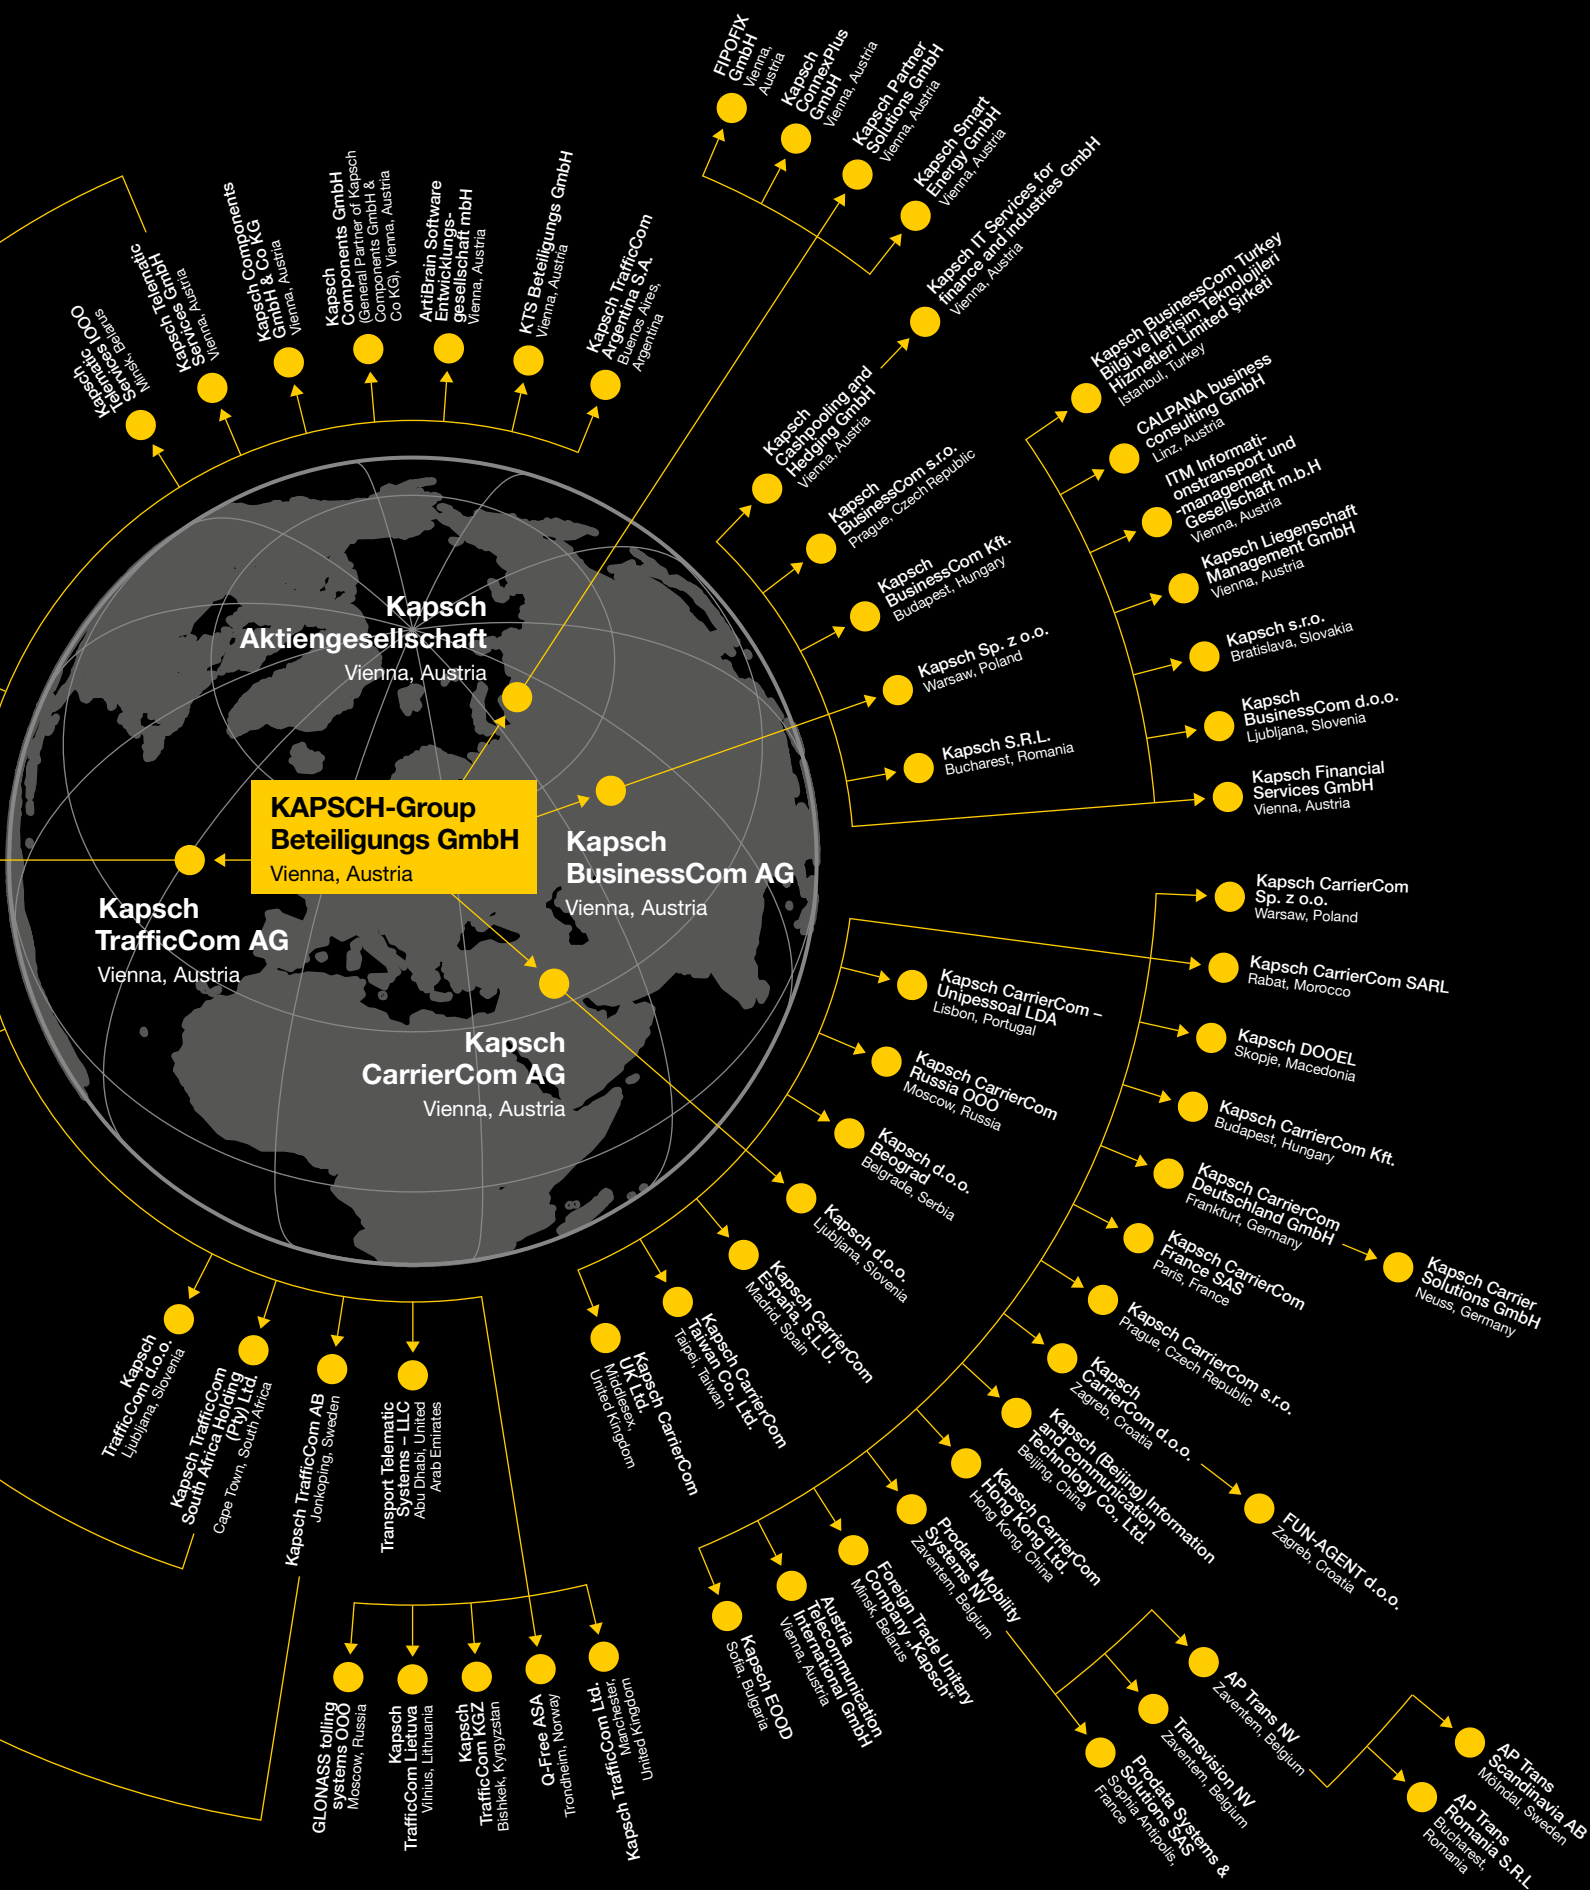 FIPOFIX
GmbH
Vienna,
Austria
Kapsch
ConnexPlus
GmbH
Vienna, Austria
Kapsch Partner
Solutions GmbH
Vienna, Austria
Kapsch Smart
Energy GmbH
Vienna, Austria
Kapsch IT Services for
finance and industries GmbH
Vienna, Austria
Kapsch
Telematic
Services IOOO
Minsk, Belarus
Kapsch Telematic
Services GmbH
Vienna, Austria
Kapsch Components
GmbH & Co KG
Vienna, Austria
Kapsch
Components GmbH
(General Partner of Kapsch
Components GmbH &
Co KG), Vienna, Austria
ArtiBrain Software
Entwicklungs-
gesellschaft mbH
Vienna, Austria
KTS Beteiligungs GmbH
Vienna, Austria
Kapsch TrafficCom
Argentina S.A.
Buenos Aires,
Argentina
Kapsch
Cashpooling and
Hedging GmbH
Vienna, Austria
Kapsch
BusinessCom s.r.o.
Prague, Czech Republic
Kapsch
BusinessCom Kft.
Budapest, Hungary
Kapsch Sp. z o.o.
Warsaw, Poland
Kapsch S.R.L.
Bucharest, Romania
Kapsch BusinessCom Turkey
Bilgi ve İletişim Teknolojileri
Hizmetleri Limited Şirketi
Istanbul, Turkey
CALPANA business
consulting GmbH
Linz, Austria
ITM Informati-
onstransport und
-management
Gesellschaft m.b.H
Vienna, Austria
Kapsch Liegenschaft
Management GmbH
Vienna, Austria
Kapsch s.r.o.
Bratislava, Slovakia
Kapsch
BusinessCom d.o.o.
Ljubljana, Slovenia
Kapsch Financial
Services GmbH
Vienna, Austria
Kapsch
Aktiengesellschaft
Vienna, Austria
KAPSCH-Group
Beteiligungs GmbH
Vienna, Austria
Kapsch
BusinessCom AG
Vienna, Austria
Kapsch
TrafficCom AG
Vienna, Austria
Kapsch
CarrierCom AG
Vienna, Austria
Kapsch CarrierCom
Sp. z o.o.
Warsaw, Poland
Kapsch CarrierCom SARL
Rabat, Morocco
Kapsch DOOEL
Skopje, Macedonia
Kapsch CarrierCom Kft.
Budapest, Hungary
Kapsch CarrierCom
Deutschland GmbH
Frankfurt, Germany
Kapsch Carrier
Solutions GmbH
Neuss, Germany
Kapsch CarrierCom
France SAS
Paris, France
Kapsch CarrierCom s.r.o.
Prague, Czech Republic
Kapsch
CarrierCom d.o.o.
Zagreb, Croatia
FUN-AGENT d.o.o.
Zagreb, Croatia
Kapsch (Beijing) Information
and communication
Technology Co., Ltd.
Beijing, China
Kapsch CarrierCom
Hong Kong Ltd.
Hong Kong, China
Prodata Mobility
Systems NV
Zaventem, Belgium
Foreign Trade Unitary
Company „Kapsch“
Minsk, Belarus
Austria
Telecommunication
International GmbH
Vienna, Austria
Kapsch EOOD
Sofia, Bulgaria
Kapsch CarrierCom –
Unipessoal LDA
Lisbon, Portugal
Kapsch CarrierCom
Russia OOO
Moscow, Russia
Kapsch d.o.o.
Beograd
Belgrade, Serbia
Kapsch d.o.o.
Ljubljana, Slovenia
Kapsch CarrierCom
España, S.L.U.
Madrid, Spain
Kapsch CarrierCom
Taiwan Co., Ltd.
Taipei, Taiwan
Kapsch CarrierCom
UK Ltd.
Middlesex,
United Kingdom
Kapsch
TrafficCom d.o.o.
Ljubljana, Slovenia
Kapsch TrafficCom
South Africa Holding
(Pty) Ltd.
Cape Town, South Africa
Kapsch TrafficCom AB
Jonkoping, Sweden
Transport Telematic
Systems – LLC
Abu Dhabi, United
Arab Emirates
GLONASS tolling
systems OOO
Moscow, Russia
Kapsch
TrafficCom Lietuva
Vilnius, Lithuania
Kapsch
TrafficCom KGZ
Bishkek, Kyrgyzstan
Q-Free ASA
Trondheim, Norway
Kapsch TrafficCom Ltd.
Manchester,
United Kingdom
AP Trans NV
Zaventem, Belgium
Transvision NV
Zaventem, Belgium
Prodata Systems &
Solutions SAS
Sophia Antipolis,
France
AP Trans
Scandinavia AB
Mölndal, Sweden
AP Trans
Romania S.R.L
Bucharest,
Romania